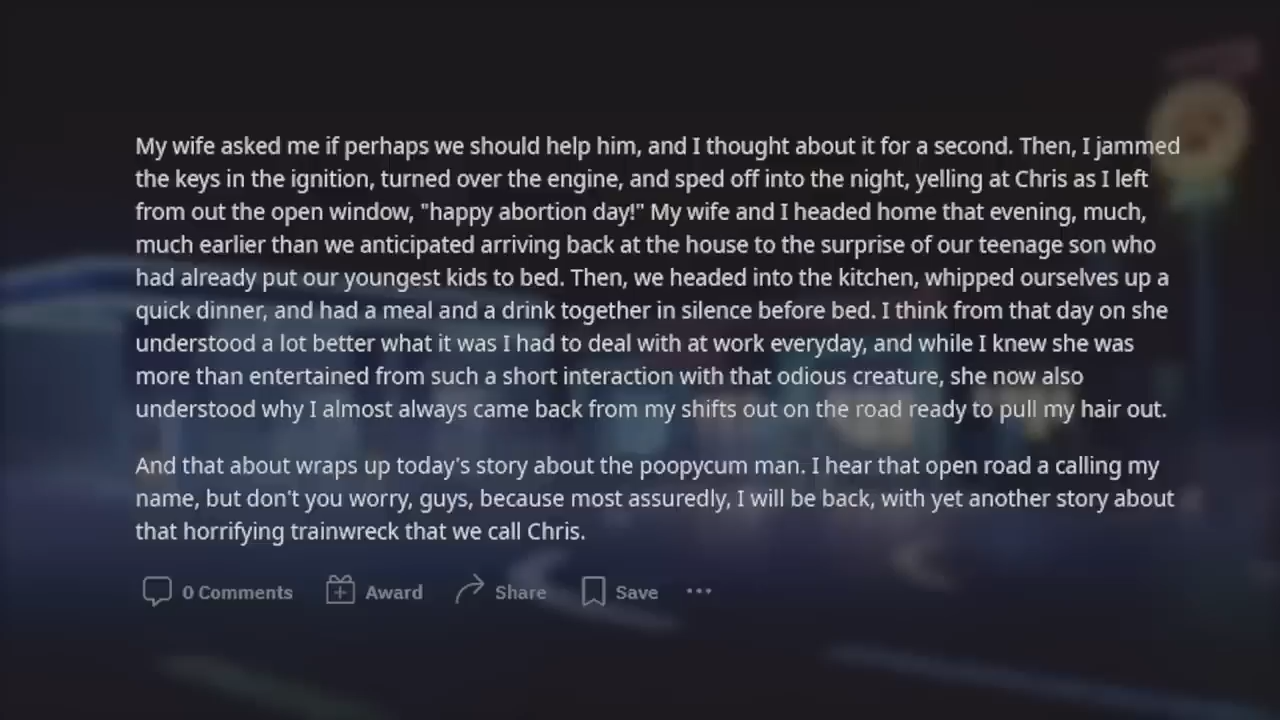 My wife asked me if perhaps we should help him, and I thought about it for a second. Then, I jammed
the keys in the ignition, turned over the engine, and sped off into the night, yelling at Chris as I left
from out the open window, "happy abortion day!" My wife and I headed home that evening, much,
much earlier than we anticipated arriving back at the house to the surprise of our teenage son who
had already put our youngest kids to bed. Then, we headed into the kitchen, whipped ourselves up a
quick dinner, and had a meal and a drink together in silence before bed. I think from that day on she
understood a lot better what it was I had to deal with at work everyday, and while I knew she was
more than entertained from such a short interaction with that odious creature, she now also
understood why I almost always came back from my shifts out on the road ready to pull my hair out.
And that about wraps up today's story about the poopycum man. I hear that open road a calling my
name, but don't you worry, guys, because most assuredly, I will be back, with yet another story about
that horrifying trainwreck that we call Chris.
0 Comments Award Share Save